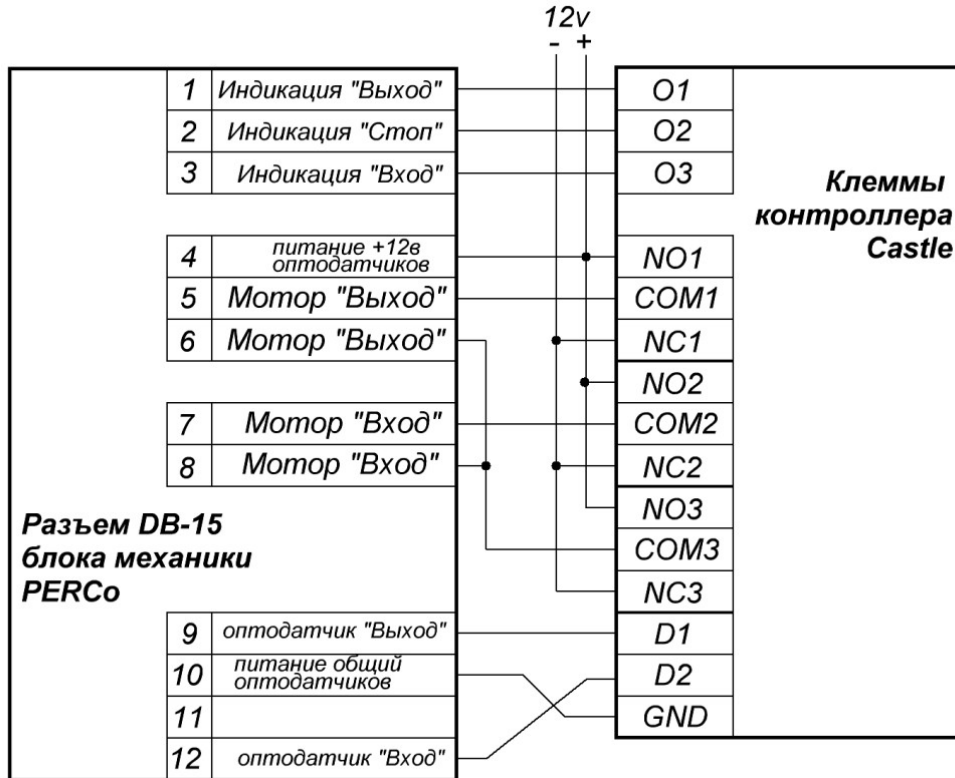 12v
- +
1 Индикация "Выход"
2 Индикация "Стоп"
3 Индикация "Вход"
4 питание +12в
оптодатчиков
5 Мотор "Выход"
6 Мотор "Выход"
7 Мотор "Вход"
8 Мотор "Вход"
Разъем DB-15
блока механики
PERCo
9 оптодатчик "Выход"
10 питание общий
оптодатчиков
11
12 оптодатчик "Вход"
O1
O2
O3
Клеммы
контроллера
Castle
NO1
COM1
NC1
NO2
COM2
NC2
NO3
COM3
NC3
D1
D2
GND